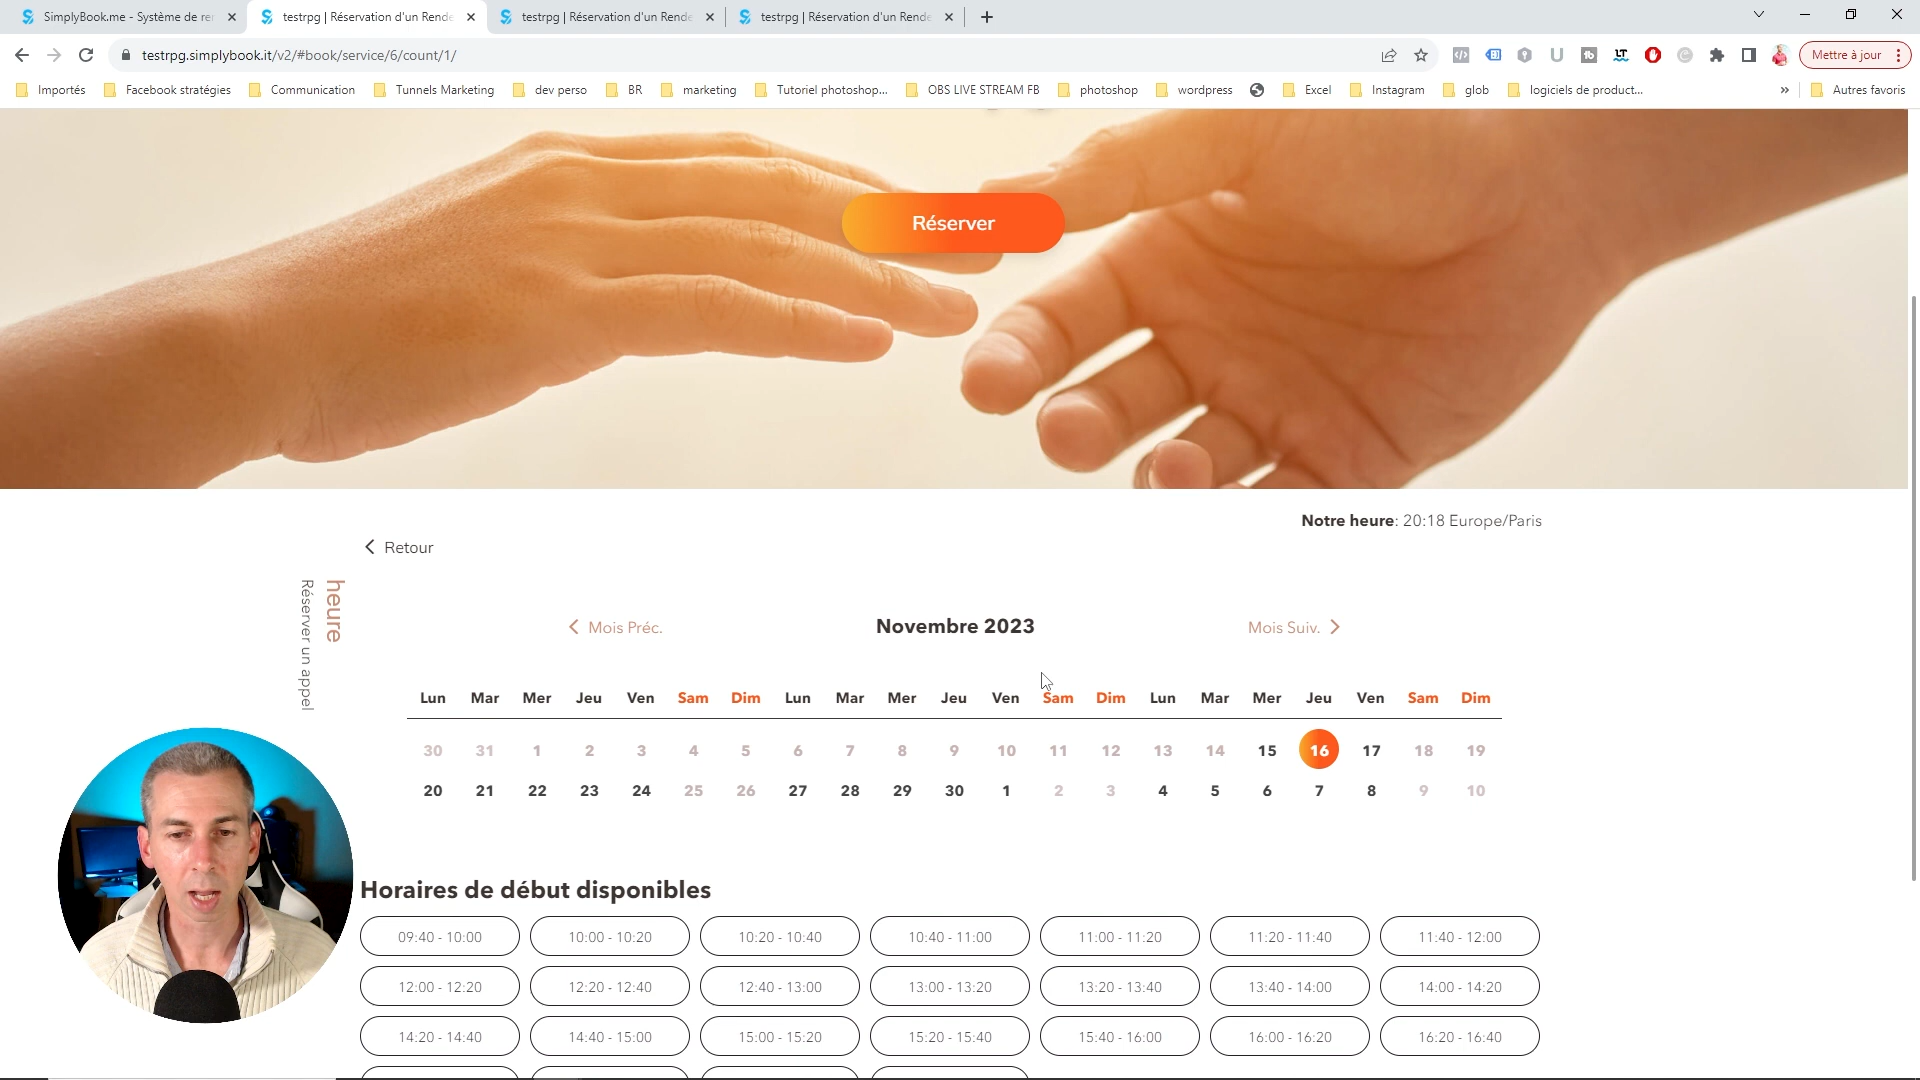 SimplyBook.me - Système de re
testrpg | Réservation d'un Rende
testrpg | Réservation d'un Rende
testrpg | Réservation d'un Rende
testrpg.simplybook.it/v2/#book/service/6/count/1/
Mettre à jour
Importés
Facebook stratégies
Communication
Tunnels Marketing
dev perso
BR
marketing
Tutoriel photoshop...
OBS LIVE STREAM FB
photoshop
wordpress
Excel
Instagram
glob
logiciels de product...
»
Autres favoris
Réserver
Notre heure: 20:18 Europe/Paris
Retour
heure
Réserver un appel
Mois Préc.
Novembre 2023
Mois Suiv.
Lun Mar Mer Jeu Ven Sam Dim Lun Mar Mer Jeu Ven Sam Dim Lun Mar Mer Jeu Ven Sam Dim
30 31 1 2 3 4 5 6 7 8 9 10 11 12 13 14 15 16 17 18 19
20 21 22 23 24 25 26 27 28 29 30 1 2 3 4 5 6 7 8 9 10
Horaires de début disponibles
09:40 - 10:00 10:00 - 10:20 10:20 - 10:40 10:40 - 11:00 11:00 - 11:20 11:20 - 11:40 11:40 - 12:00
12:00 - 12:20 12:20 - 12:40 12:40 - 13:00 13:00 - 13:20 13:20 - 13:40 13:40 - 14:00 14:00 - 14:20
14:20 - 14:40 14:40 - 15:00 15:00 - 15:20 15:20 - 15:40 15:40 - 16:00 16:00 - 16:20 16:20 - 16:40